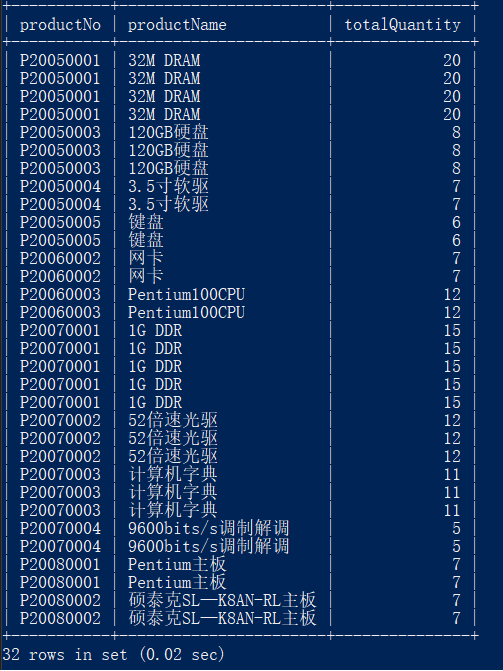 +-----------+-----------------------+---------------+
| productNo | productName | totalQuantity |
+-----------+-----------------------+---------------+
| P20050001 | 32M DRAM | 20 |
| P20050001 | 32M DRAM | 20 |
| P20050001 | 32M DRAM | 20 |
| P20050001 | 32M DRAM | 20 |
| P20050003 | 120GB硬盘 | 8 |
| P20050003 | 120GB硬盘 | 8 |
| P20050003 | 120GB硬盘 | 8 |
| P20050004 | 3.5寸软驱 | 7 |
| P20050004 | 3.5寸软驱 | 7 |
| P20050005 | 键盘 | 6 |
| P20050005 | 键盘 | 6 |
| P20060002 | 网卡 | 7 |
| P20060002 | 网卡 | 7 |
| P20060003 | Pentium100CPU | 12 |
| P20060003 | Pentium100CPU | 12 |
| P20070001 | 1G DDR | 15 |
| P20070001 | 1G DDR | 15 |
| P20070001 | 1G DDR | 15 |
| P20070001 | 1G DDR | 15 |
| P20070001 | 1G DDR | 15 |
| P20070002 | 52倍速光驱 | 12 |
| P20070002 | 52倍速光驱 | 12 |
| P20070002 | 52倍速光驱 | 12 |
| P20070003 | 计算机字典 | 11 |
| P20070003 | 计算机字典 | 11 |
| P20070003 | 计算机字典 | 11 |
| P20070004 | 9600bits/s调制解调 | 5 |
| P20070004 | 9600bits/s调制解调 | 5 |
| P20080001 | Pentium主板 | 7 |
| P20080001 | Pentium主板 | 7 |
| P20080002 | 硕泰克SL—K8AN-RL主板 | 7 |
| P20080002 | 硕泰克SL—K8AN-RL主板 | 7 |
+-----------+-----------------------+---------------+
32 rows in set (0.02 sec)